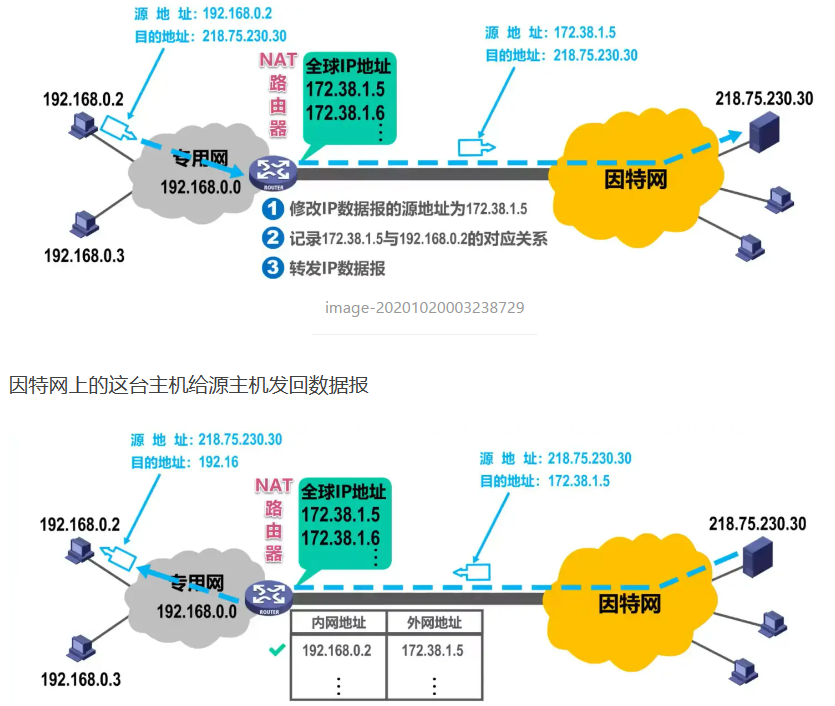 源 地 址: 192.168.0.2
目的地址: 218.75.230.30
源 地 址: 172.38.1.5
目的地址: 218.75.230.30
NAT
路
由
器
全球IP地址
172.38.1.5
172.38.1.6
⋮
192.168.0.2
218.75.230.30
专用网
192.168.0.0
ROUTER
因特网
192.168.0.3
1 修改IP数据报的源地址为172.38.1.5
2 记录172.38.1.5与192.168.0.2的对应关系
3 转发IP数据报
image-20201020003238729
因特网上的这台主机给源主机发回数据报
源 地 址: 218.75.230.30
目的地址: 192.16
源 地 址: 218.75.230.30
目的地址: 172.38.1.5
NAT
路
由
器
全球IP地址
172.38.1.5
172.38.1.6
⋮
192.168.0.2
218.75.230.30
专用网
192.168.0.0
ROUTER
因特网
内网地址 外网地址
192.168.0.2 172.38.1.5
⋮ ⋮
192.168.0.3